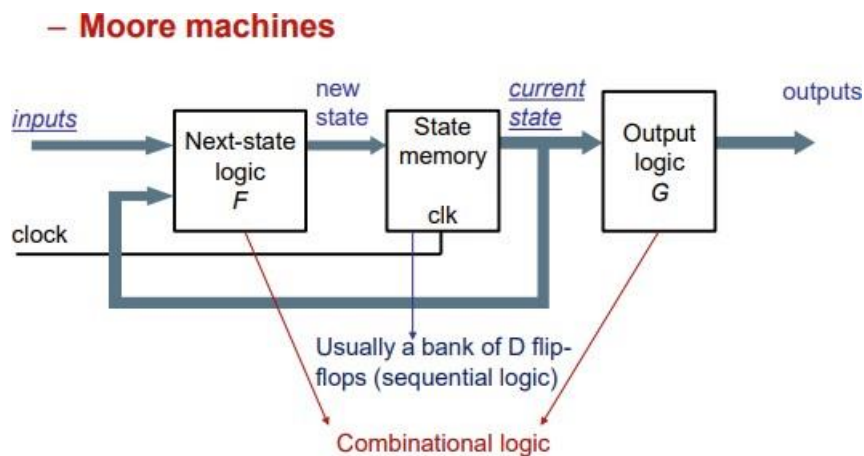 – Moore machines
inputs
Next-state
logic
F
new
state
State
memory
clk
current
state
Output
logic
G
outputs
clock
Usually a bank of D flip-
flops (sequential logic)
Combinational logic